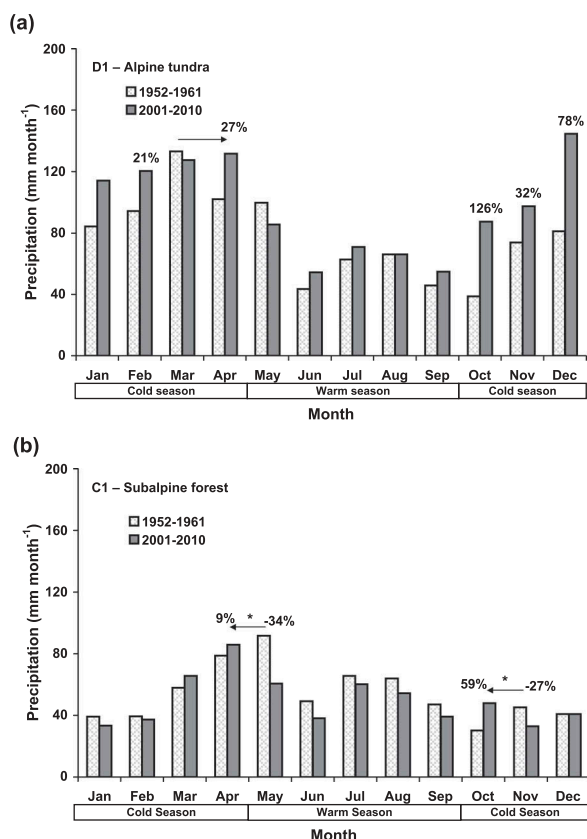 (a)
200
D1 – Alpine tundra
1952-1961
2001-2010
160
120
80
40
0
Precipitation (mm month-1)
21%
27%
126%
32%
78%
Jan Feb Mar Apr May Jun Jul Aug Sep Oct Nov Dec
Cold season Warm season Cold season
Month
(b)
200
C1 – Subalpine forest
1952-1961
2001-2010
160
120
80
40
0
Precipitation (mm month-1)
9% * -34%
59% * -27%
Jan Feb Mar Apr May Jun Jul Aug Sep Oct Nov Dec
Cold Season Warm Season Cold Season
Month